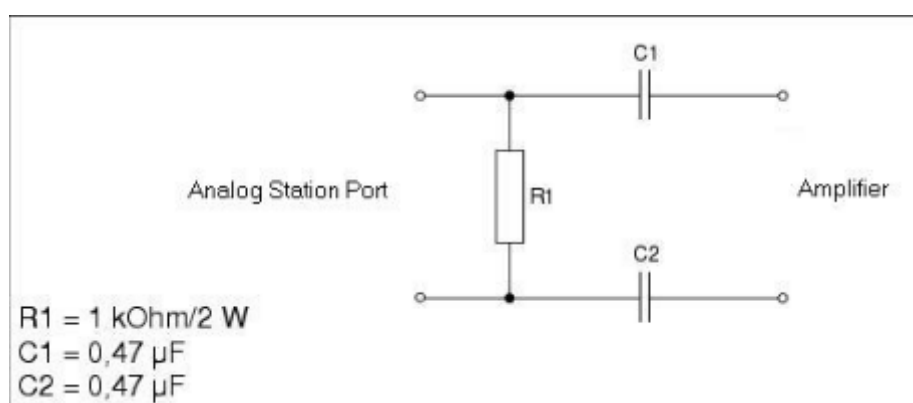 C1
Analog Station Port
R1
Amplifier
C2
R1 = 1 kOhm/2 W
C1 = 0,47 µF
C2 = 0,47 µF